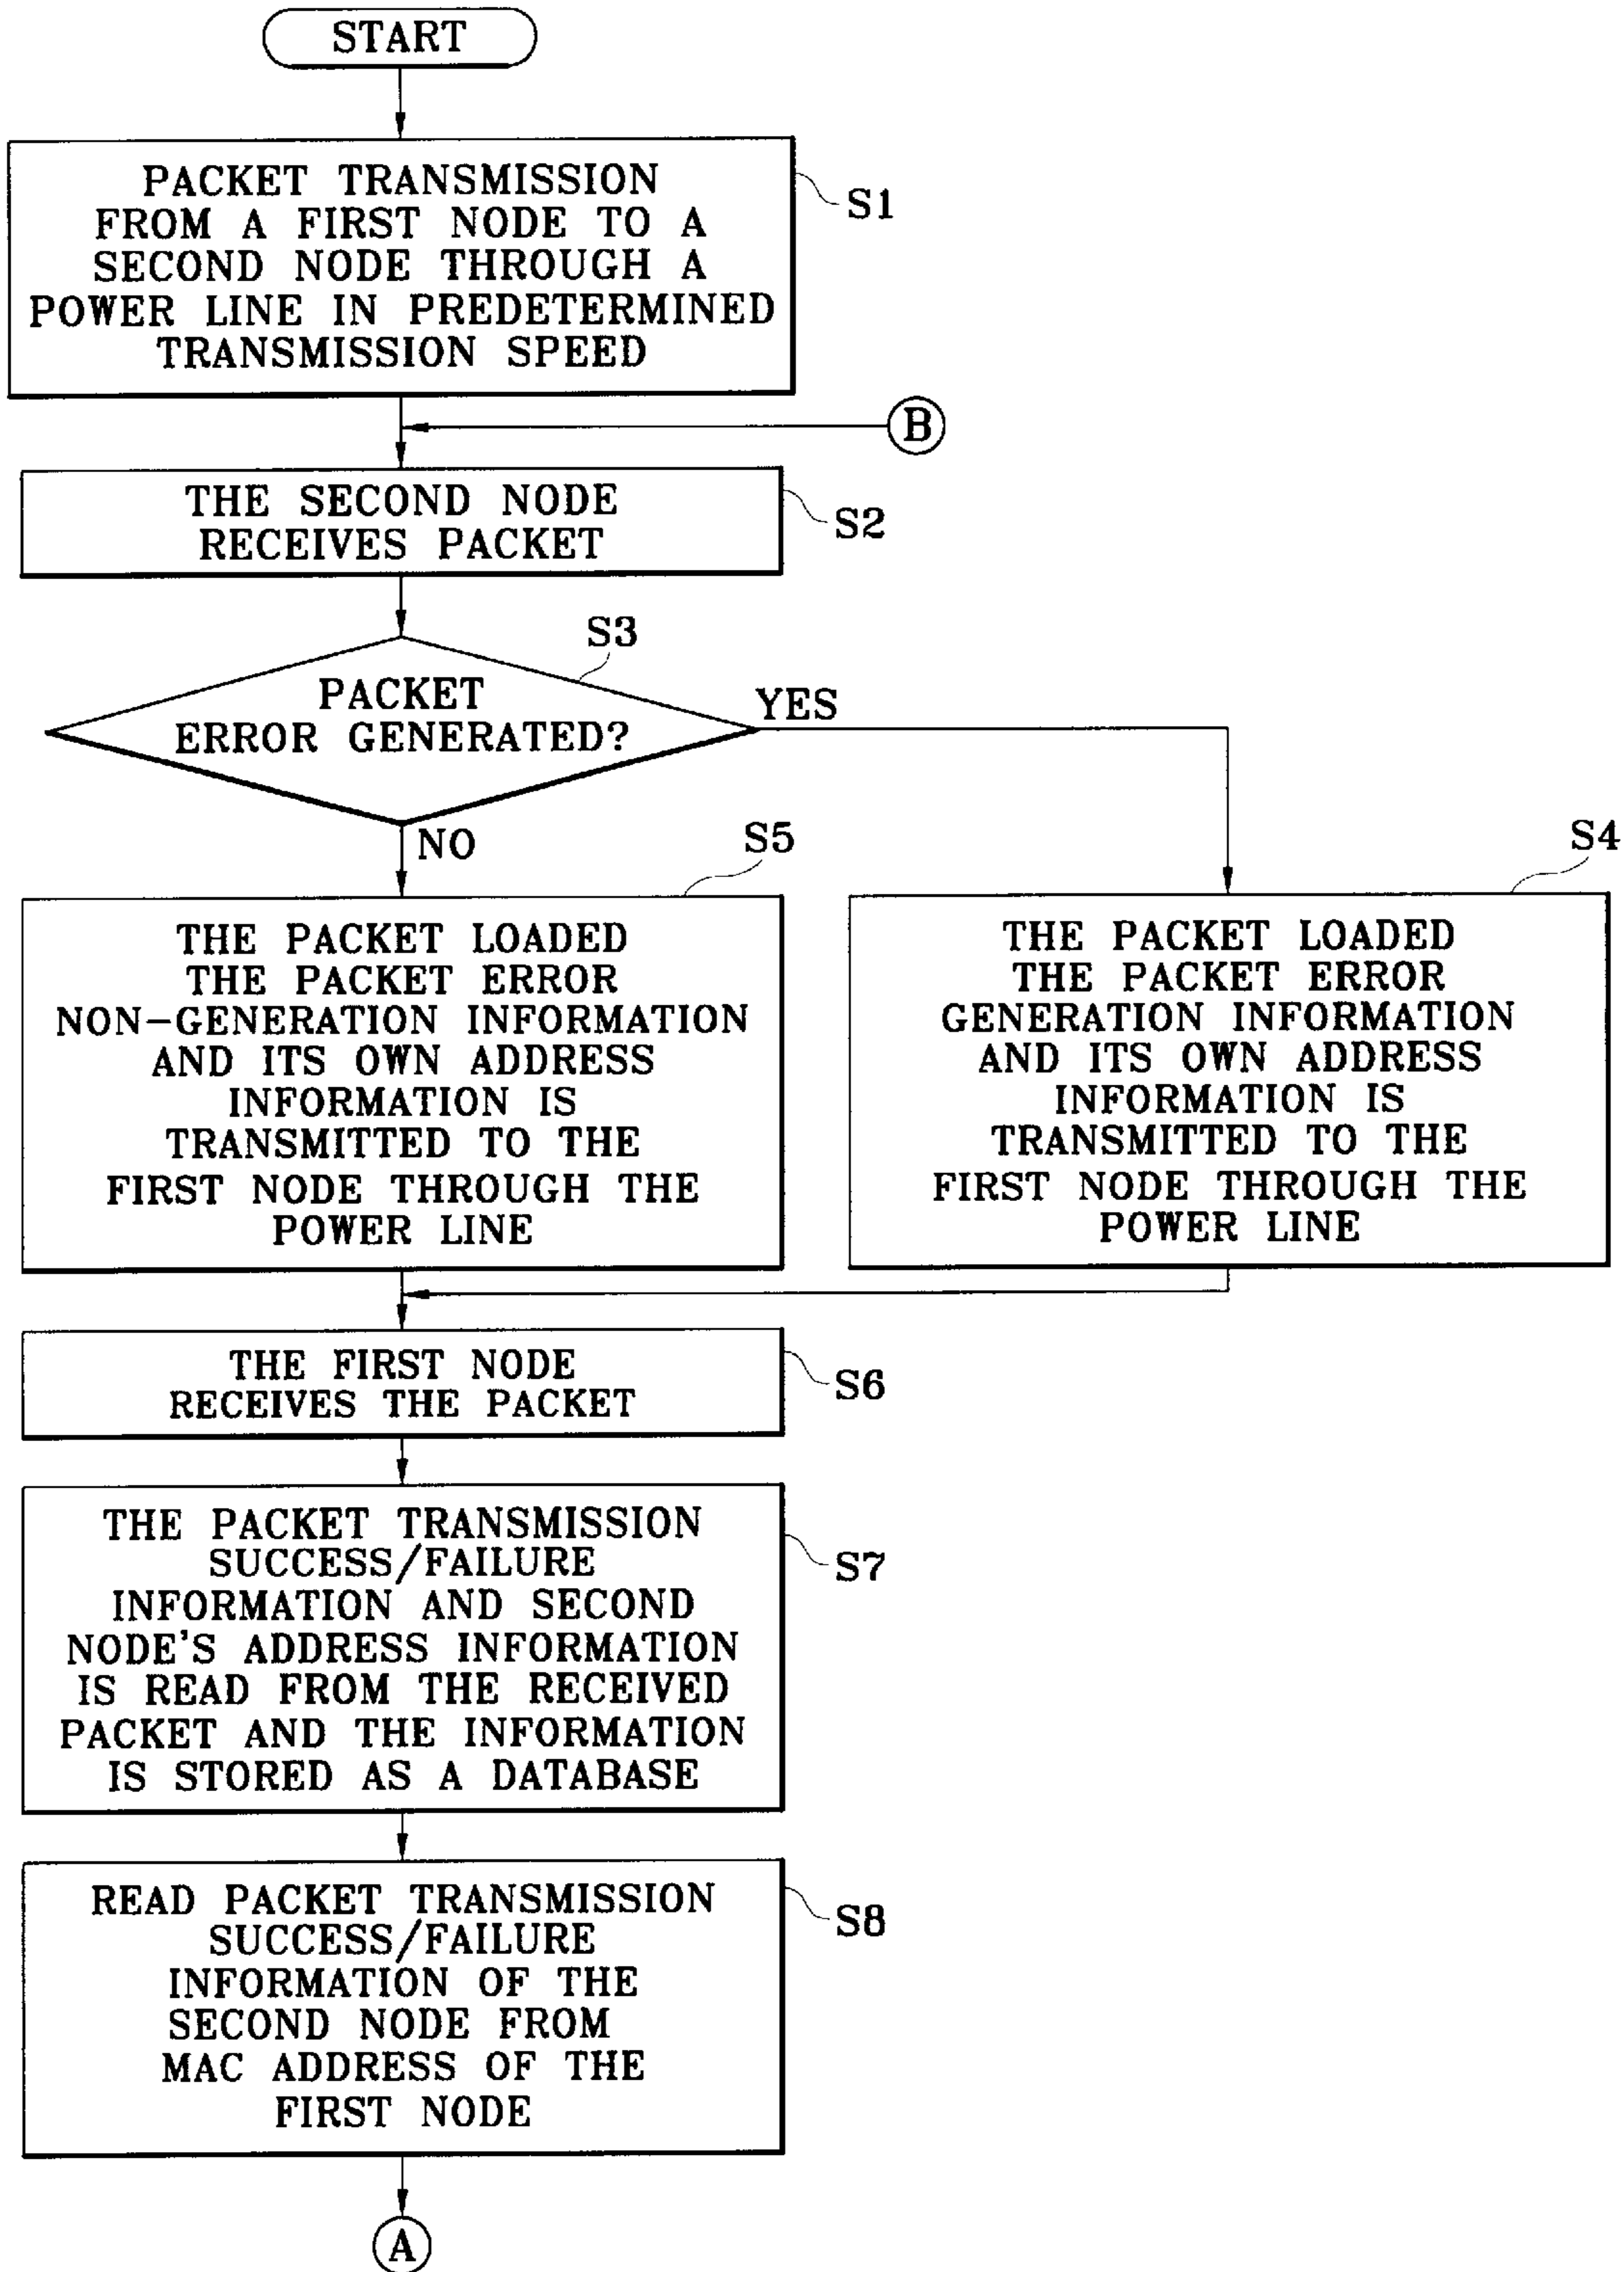 START
PACKET TRANSMISSION
FROM A FIRST NODE TO A
SECOND NODE THROUGH A
POWER LINE IN PREDETERMINED
TRANSMISSION SPEED
S1
B
THE SECOND NODE
RECEIVES PACKET
S2
S3
PACKET
ERROR GENERATED?
YES
NO
S5
THE PACKET LOADED
THE PACKET ERROR
NON-GENERATION INFORMATION
AND ITS OWN ADDRESS
INFORMATION IS
TRANSMITTED TO THE
FIRST NODE THROUGH THE
POWER LINE
S4
THE PACKET LOADED
THE PACKET ERROR
GENERATION INFORMATION
AND ITS OWN ADDRESS
INFORMATION IS
TRANSMITTED TO THE
FIRST NODE THROUGH THE
POWER LINE
THE FIRST NODE
RECEIVES THE PACKET
S6
THE PACKET TRANSMISSION
SUCCESS/FAILURE
INFORMATION AND SECOND
NODE'S ADDRESS INFORMATION
IS READ FROM THE RECEIVED
PACKET AND THE INFORMATION
IS STORED AS A DATABASE
S7
READ PACKET TRANSMISSION
SUCCESS/FAILURE
INFORMATION OF THE
SECOND NODE FROM
MAC ADDRESS OF THE
FIRST NODE
S8
A